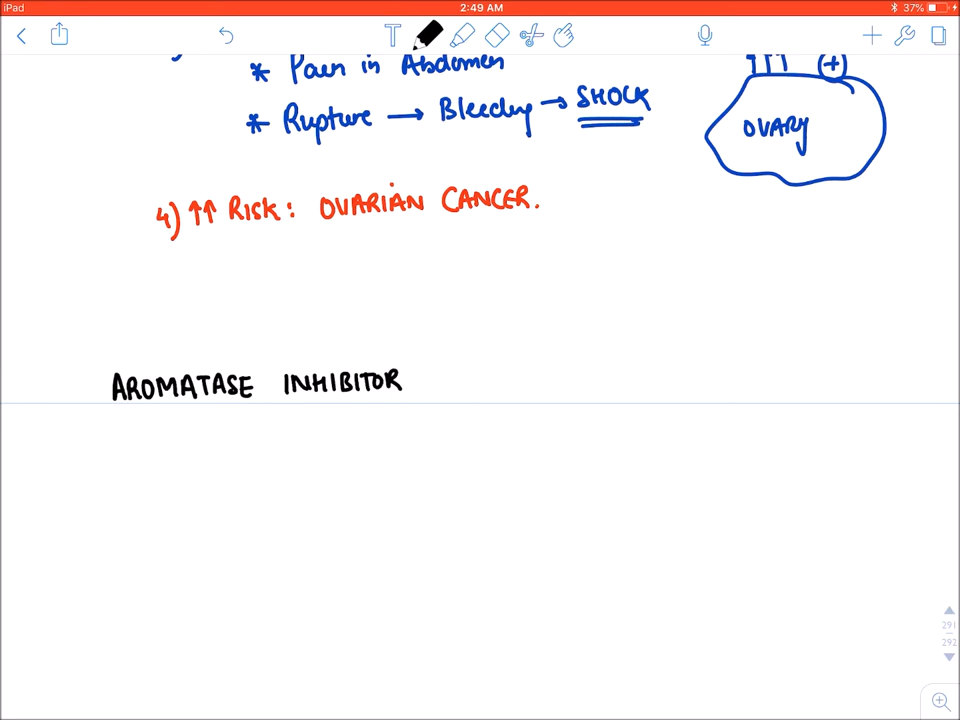 iPad 2:49 AM 37%
T
* Pain in Abdomen
* Rupture → Bleeding → SHOCK
↑↑↑ +
OVARY
4) ↑↑ RISK: OVARIAN CANCER.
AROMATASE INHIBITOR
291
292